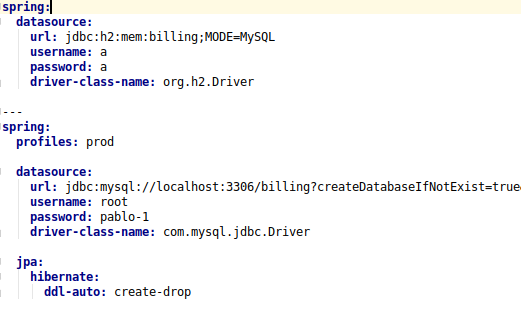 spring:
  datasource:
    url: jdbc:h2:mem:billing;MODE=MySQL
    username: a
    password: a
    driver-class-name: org.h2.Driver
---
spring:
  profiles: prod
  datasource:
    url: jdbc:mysql://localhost:3306/billing?createDatabaseIfNotExist=true
    username: root
    password: pablo-1
    driver-class-name: com.mysql.jdbc.Driver
  jpa:
    hibernate:
      ddl-auto: create-drop